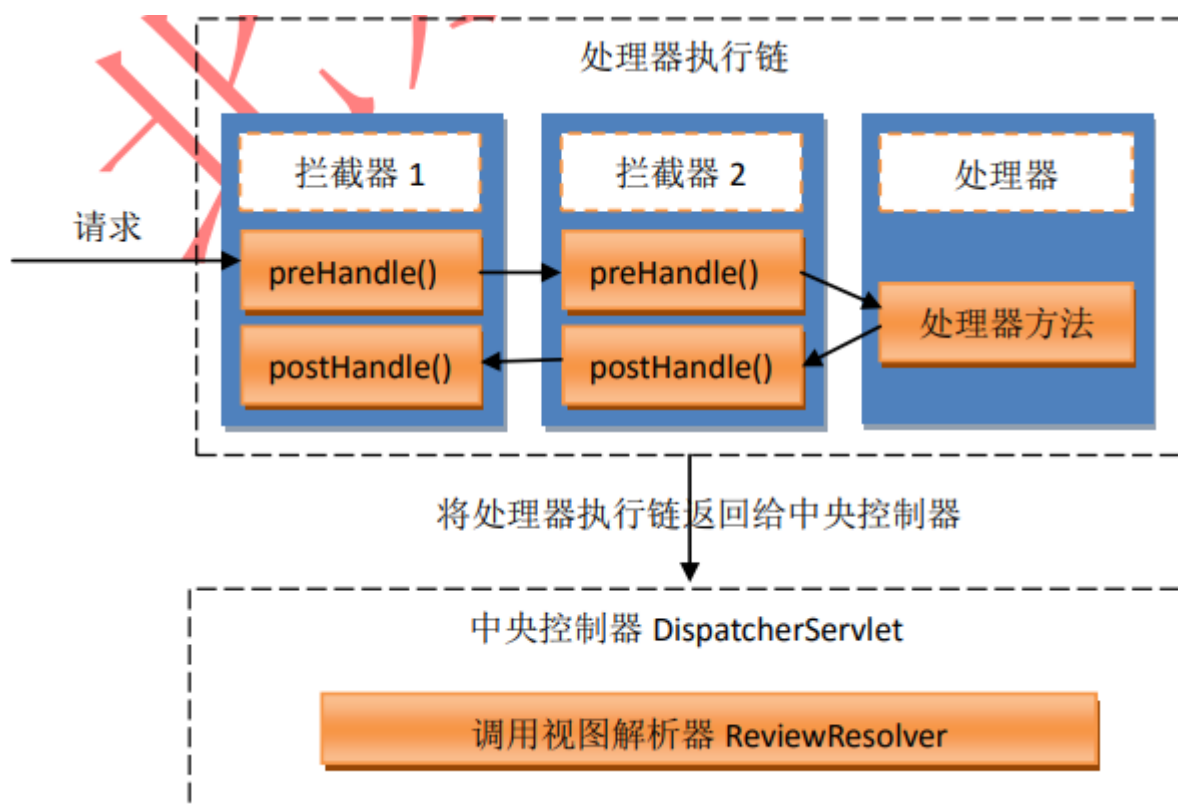 处理器执行链
拦截器 1
拦截器 2
处理器
请求
preHandle()
preHandle()
处理器方法
postHandle()
postHandle()
将处理器执行链返回给中央控制器
中央控制器 DispatcherServlet
调用视图解析器 ReviewResolver